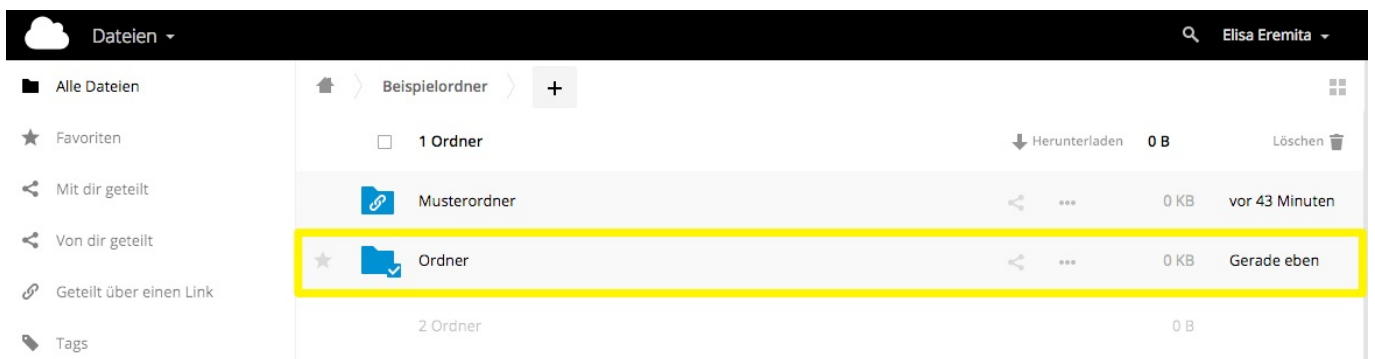 Dateien Elisa Eremita
Alle Dateien Beispielordner +
Favoriten 1 Ordner Herunterladen 0 B Löschen
Mit dir geteilt Musterordner ••• 0 KB vor 43 Minuten
Von dir geteilt Ordner ••• 0 KB Gerade eben
Geteilt über einen Link
2 Ordner 0 B
Tags